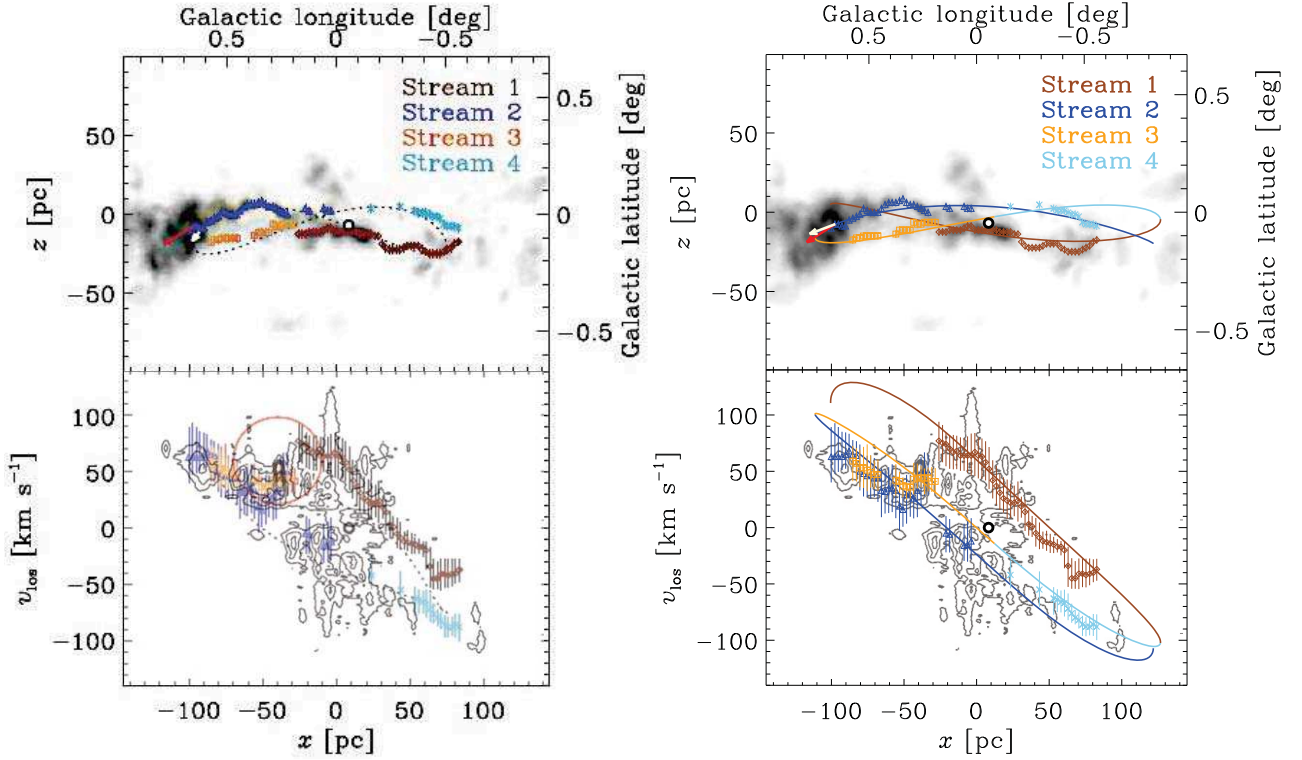 Galactic longitude [deg]
0.5 0 −0.5
Stream 1
Stream 2
Stream 3
Stream 4
50
0
−50
z [pc]
0.5
0
−0.5
Galactic latitude [deg]
100
50
0
−50
−100
v_los [km s⁻¹]
−100 −50 0 50 100
x [pc]
Galactic longitude [deg]
0.5 0 −0.5
Stream 1
Stream 2
Stream 3
Stream 4
50
0
−50
z [pc]
0.5
0
−0.5
Galactic latitude [deg]
100
50
0
−50
−100
v_los [km s⁻¹]
−100 −50 0 50 100
x [pc]